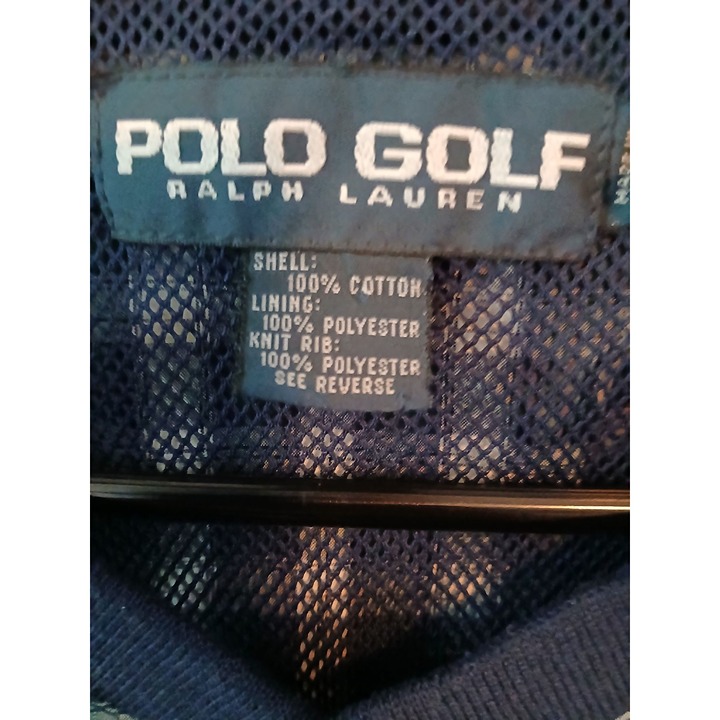 POLO GOLF
RALPH LAUREN
SHELL:
100% COTTON
LINING:
100% POLYESTER
KNIT RIB:
100% POLYESTER
SEE REVERSE